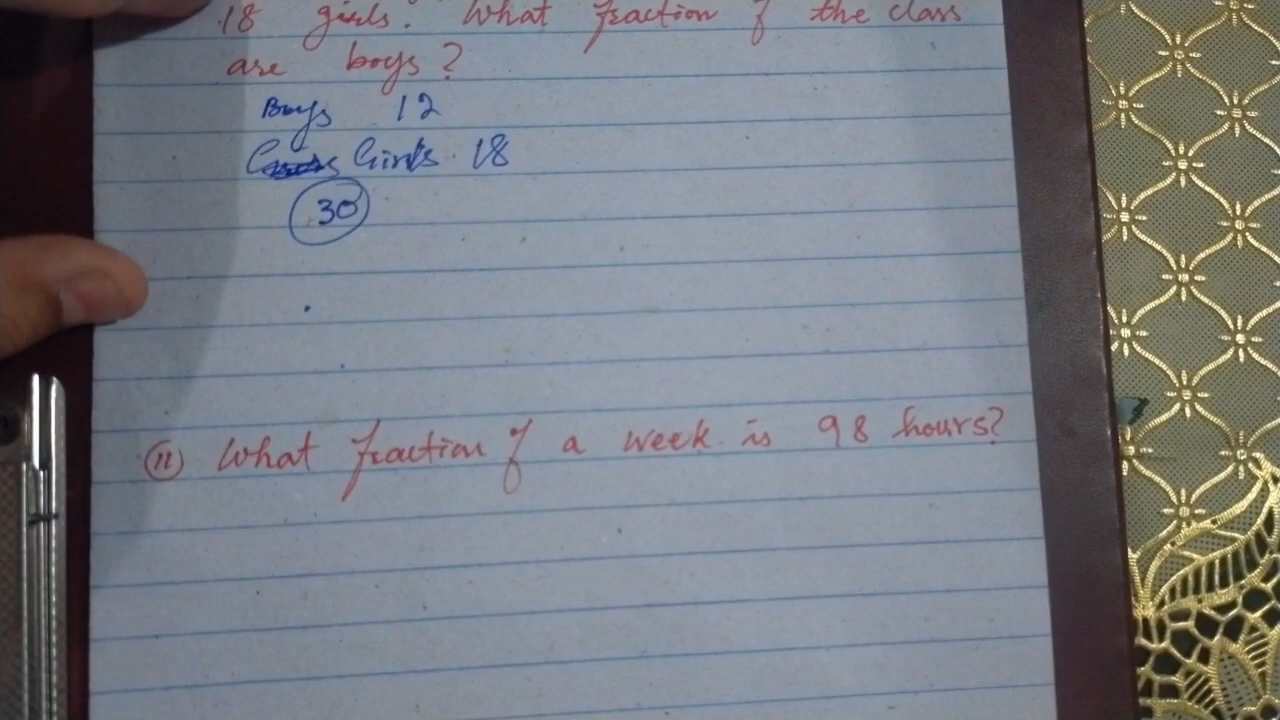 18 girls. What fraction of the class
are boys?
Boys 12
Girls 18
30
(11) What fraction of a week is 98 hours?